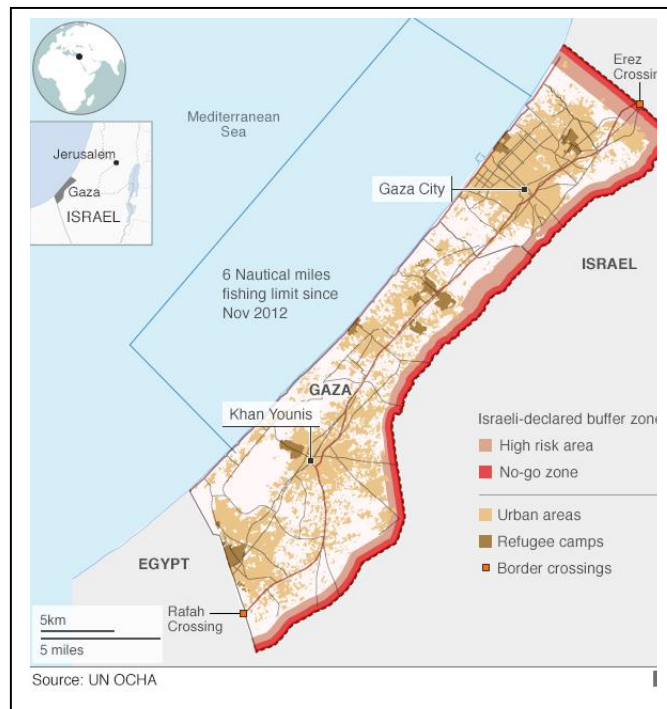 Erez
Crossin
Mediterranean
Sea
Jerusalem
Gaza
ISRAEL
Gaza City
ISRAEL
6 Nautical miles
fishing limit since
Nov 2012
GAZA
Khan Younis
Israeli-declared buffer zone
High risk area
No-go zone
Urban areas
Refugee camps
Border crossings
EGYPT
Rafah
Crossing
5km
5 miles
Source: UN OCHA